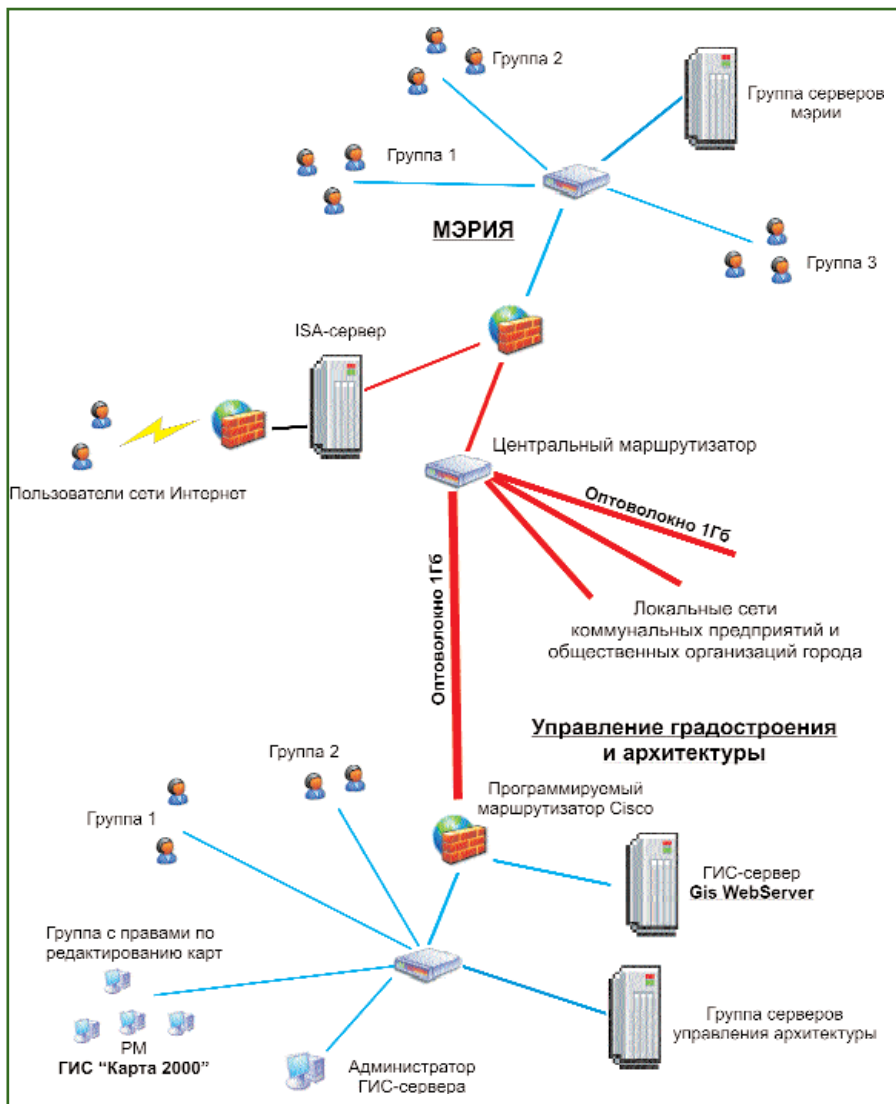 Группа 2
Группа серверов
мэрии
Группа 1
МЭРИЯ
Группа 3
ISA-сервер
Центральный маршрутизатор
Пользователи сети Интернет
Оптоволокно 1Гб
Оптоволокно 1Гб
Локальные сети
коммунальных предприятий и
общественных организаций города
Управление градостроения
и архитектуры
Группа 2
Программируемый
маршрутизатор Cisco
Группа 1
ГИС-сервер
Gis WebServer
Группа с правами по
редактированию карт
РМ
ГИС “Карта 2000”
Администратор
ГИС-сервера
Группа серверов
управления архитектуры